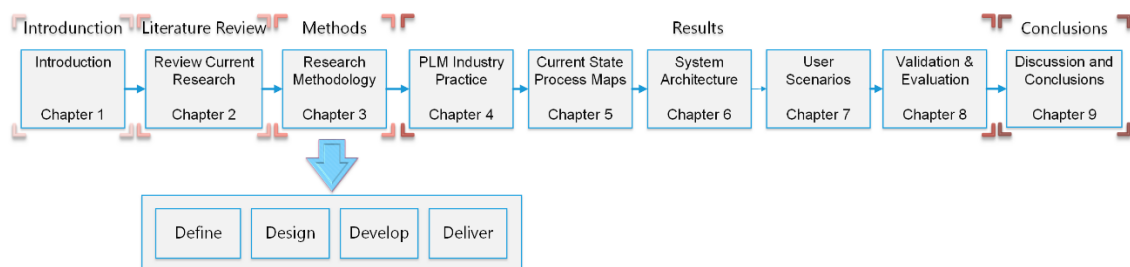 Introdunction
Literature Review
Methods
Results
Conclusions
Introduction
Chapter 1
Review Current
Research
Chapter 2
Research
Methodology
Chapter 3
PLM Industry
Practice
Chapter 4
Current State
Process Maps
Chapter 5
System
Architecture
Chapter 6
User
Scenarios
Chapter 7
Validation &
Evaluation
Chapter 8
Discussion and
Conclusions
Chapter 9
Define
Design
Develop
Deliver